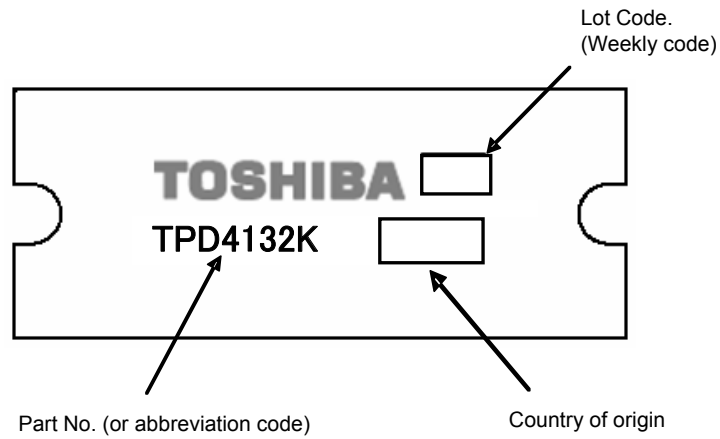 Lot Code.
(Weekly code)
TOSHIBA
TPD4132K
Part No. (or abbreviation code)
Country of origin